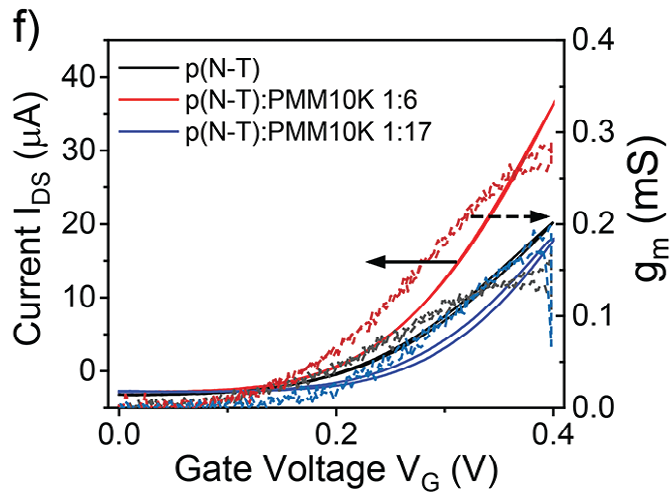 f)
p(N-T)
p(N-T):PMM10K 1:6
p(N-T):PMM10K 1:17
Current I_DS (μA)
40
30
20
10
0
0.0
0.2
0.4
Gate Voltage V_G (V)
0.4
0.3
0.2
0.1
0.0
g_m (mS)